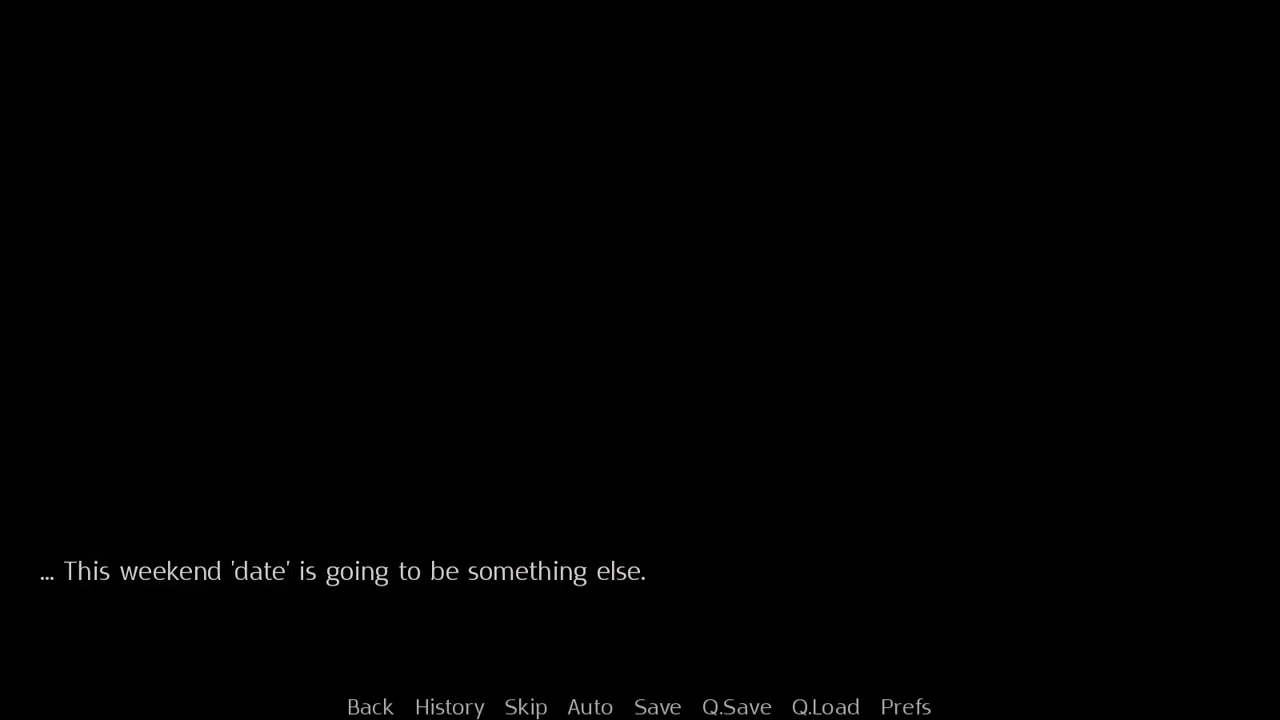 ... This weekend 'date' is going to be something else.
Back History Skip Auto Save Q.Save Q.Load Prefs